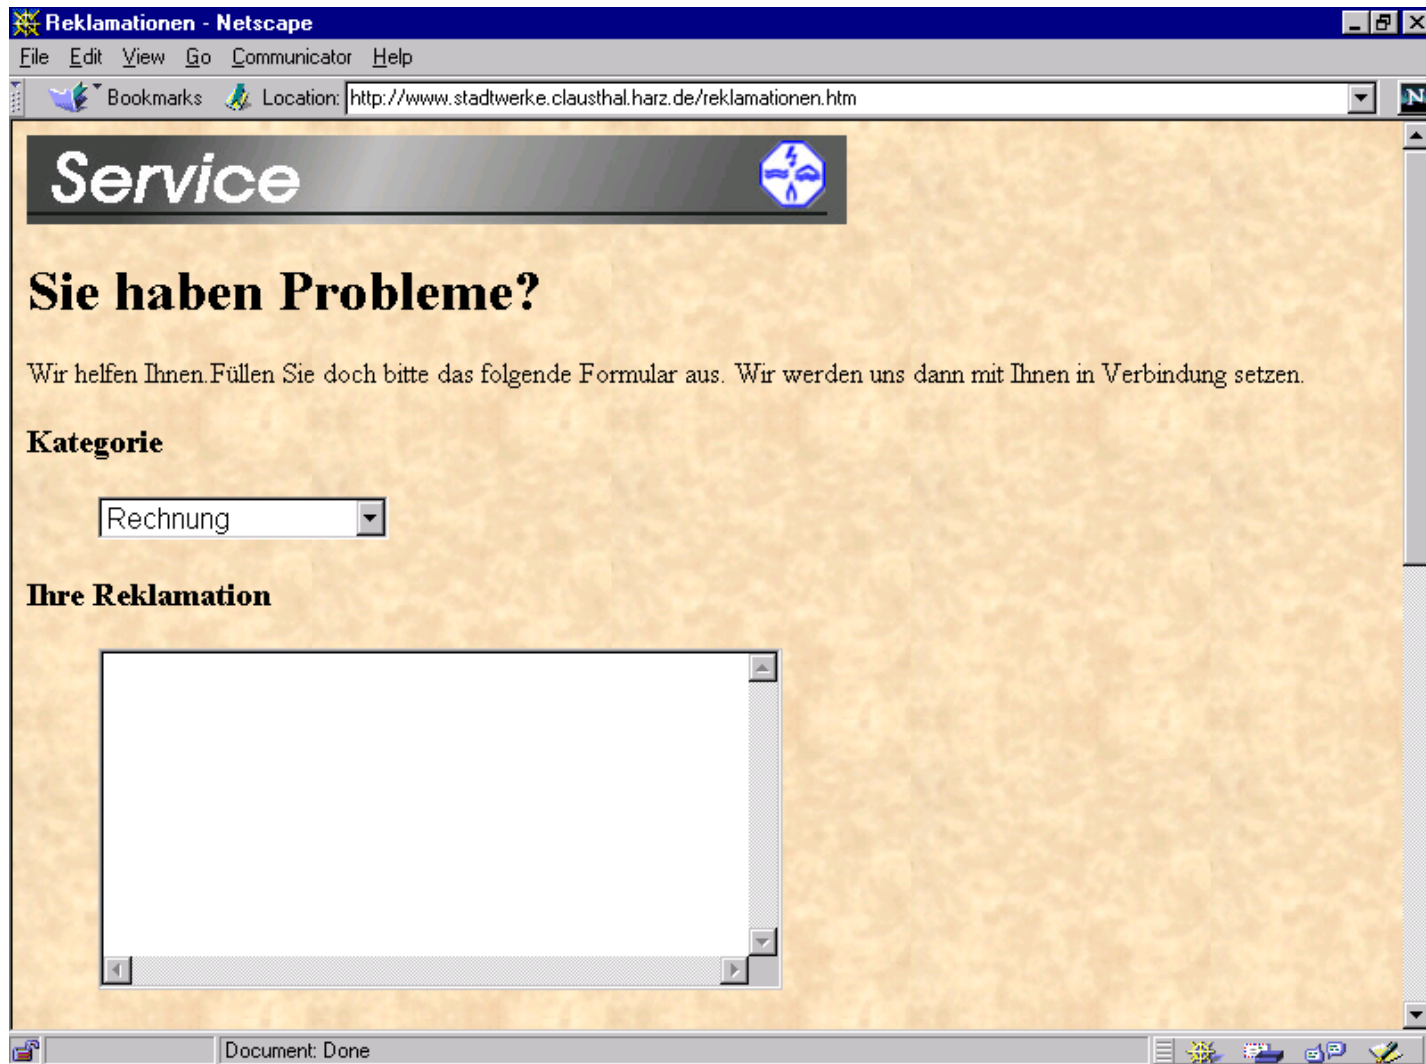 Reklamationen - Netscape
File Edit View Go Communicator Help
Bookmarks Location: http://www.stadtwerke.clausthal.harz.de/reklamationen.htm N
Service
Sie haben Probleme?
Wir helfen Ihnen.Füllen Sie doch bitte das folgende Formular aus. Wir werden uns dann mit Ihnen in Verbindung setzen.
Kategorie
Rechnung
Ihre Reklamation
Document: Done